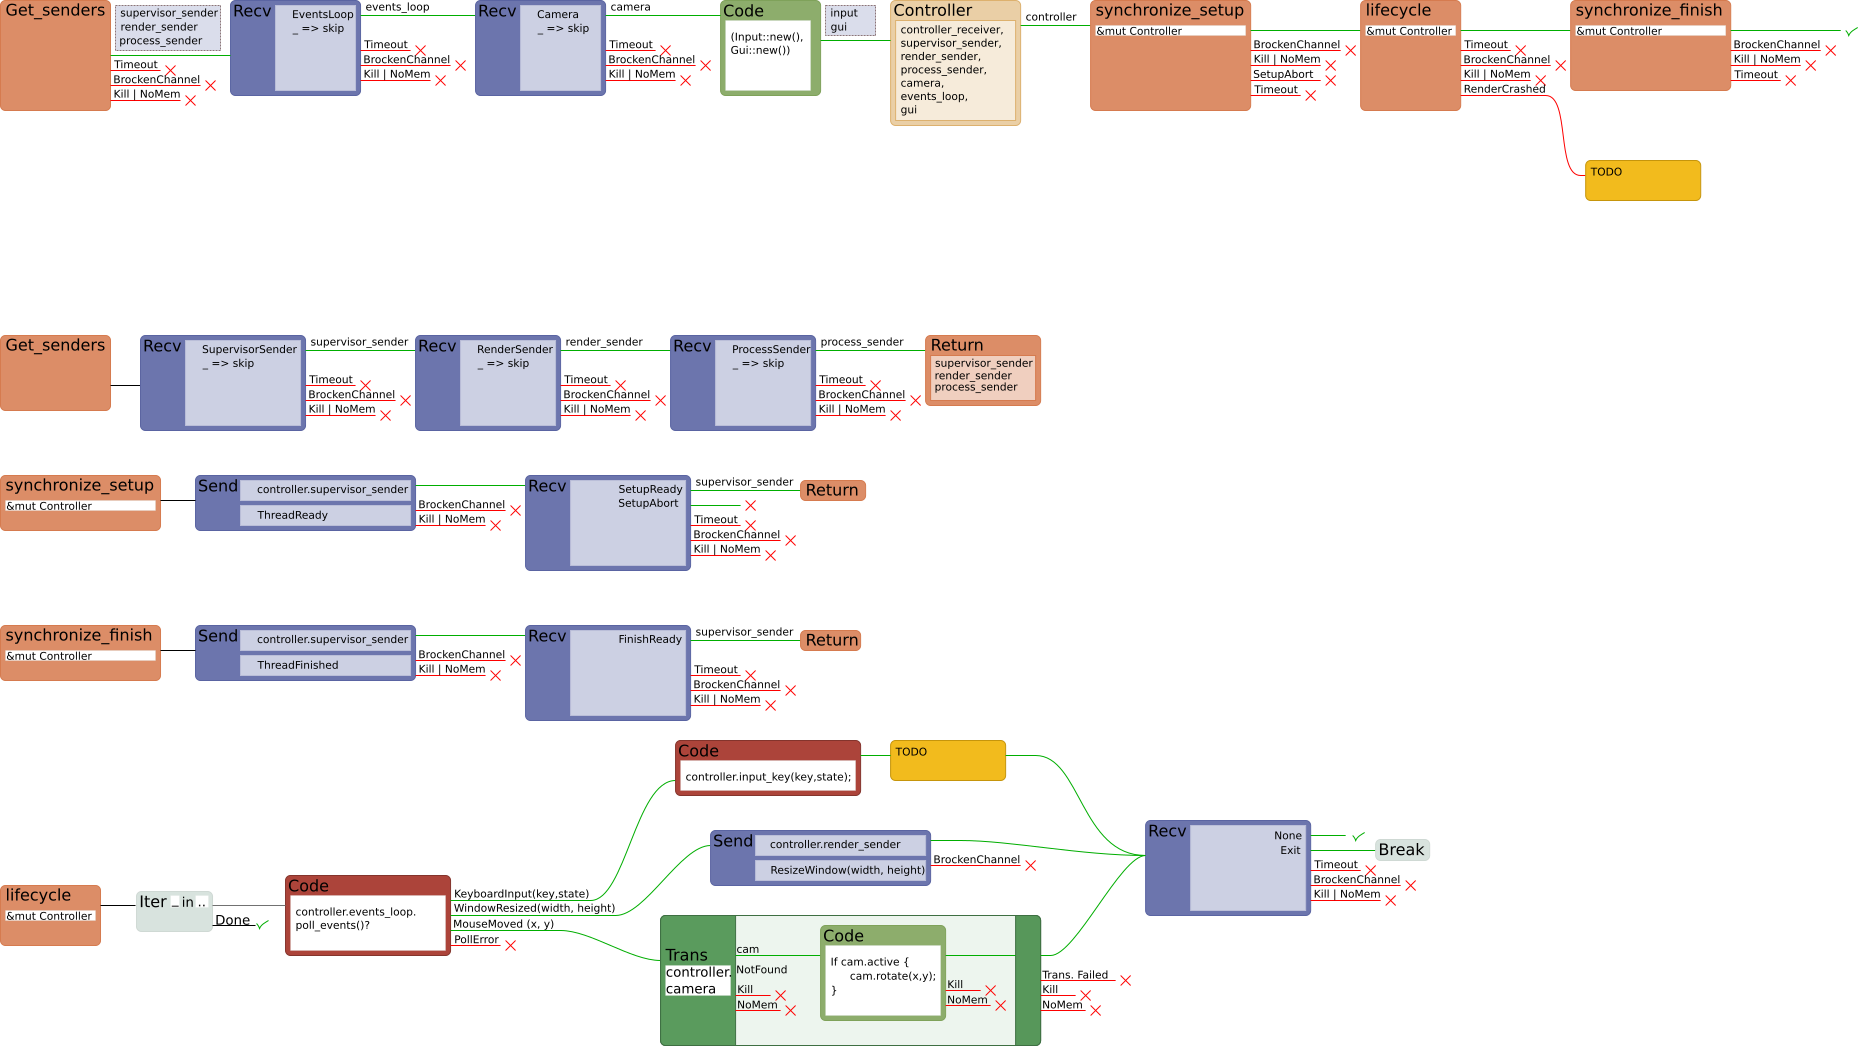 Get_senders
supervisor_sender
render_sender
process_sender
Timeout
BrockenChannel
Kill | NoMem
Recv
EventsLoop
_ => skip
events_loop
Timeout
BrockenChannel
Kill | NoMem
Recv
Camera
_ => skip
camera
Timeout
BrockenChannel
Kill | NoMem
Code
(Input::new(),
Gui::new())
input
gui
Controller
controller_receiver,
supervisor_sender,
render_sender,
process_sender,
camera,
events_loop,
gui
controller
synchronize_setup
&mut Controller
BrockenChannel
Kill | NoMem
SetupAbort
Timeout
lifecycle
&mut Controller
Timeout
BrockenChannel
Kill | NoMem
RenderCrashed
synchronize_finish
&mut Controller
BrockenChannel
Kill | NoMem
Timeout
TODO
Get_senders
Recv
SupervisorSender
_ => skip
supervisor_sender
Timeout
BrockenChannel
Kill | NoMem
Recv
RenderSender
_ => skip
render_sender
Timeout
BrockenChannel
Kill | NoMem
Recv
ProcessSender
_ => skip
process_sender
Timeout
BrockenChannel
Kill | NoMem
Return
supervisor_sender
render_sender
process_sender
synchronize_setup
&mut Controller
Send
controller.supervisor_sender
ThreadReady
BrockenChannel
Kill | NoMem
Recv
SetupReady
SetupAbort
supervisor_sender
Timeout
BrockenChannel
Kill | NoMem
Return
synchronize_finish
&mut Controller
Send
controller.supervisor_sender
ThreadFinished
BrockenChannel
Kill | NoMem
Recv
FinishReady
supervisor_sender
Timeout
BrockenChannel
Kill | NoMem
Return
lifecycle
&mut Controller
Iter _ in ..
Done
Code
controller.events_loop.
poll_events()?
KeyboardInput(key,state)
WindowResized(width, height)
MouseMoved (x, y)
PollError
Code
controller.input_key(key,state);
TODO
Send
controller.render_sender
ResizeWindow(width, height)
BrockenChannel
Trans
controller.
camera
cam
NotFound
Kill
NoMem
Code
If cam.active {
cam.rotate(x,y);
}
Kill
NoMem
Trans. Failed
Kill
NoMem
Recv
None
Exit
Timeout
BrockenChannel
Kill | NoMem
Break